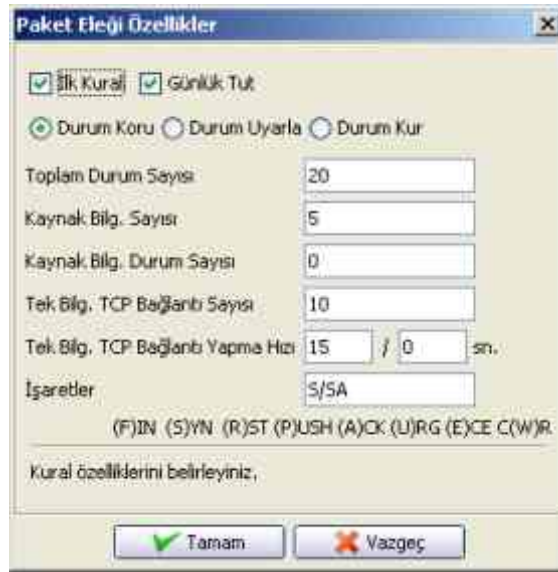 Paket Eleği Özellikler
İlk Kural Günlük Tut
Durum Koru Durum Uyarla Durum Kur
Toplam Durum Sayısı 20
Kaynak Bilg. Sayısı 5
Kaynak Bilg. Durum Sayısı 0
Tek Bilg. TCP Bağlantı Sayısı 10
Tek Bilg. TCP Bağlantı Yapma Hızı 15 / 0 sn.
İşaretler S/SA
(F)IN (S)YN (R)ST (P)USH (A)CK (U)RG (E)CE C(W)R
Kural özelliklerini belirleyiniz.
Tamam Vazgeç